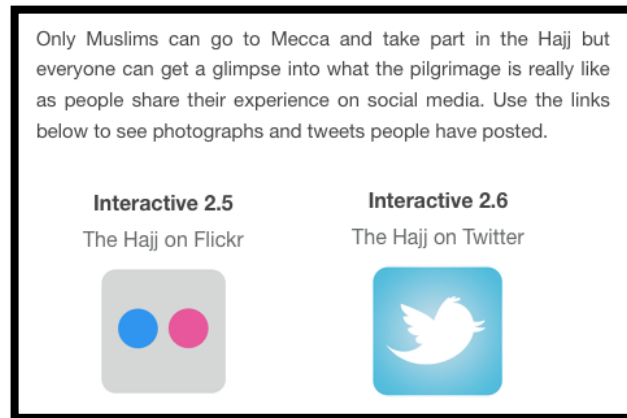 Only Muslims can go to Mecca and take part in the Hajj but
everyone can get a glimpse into what the pilgrimage is really like
as people share their experience on social media. Use the links
below to see photographs and tweets people have posted.
Interactive 2.5
The Hajj on Flickr
Interactive 2.6
The Hajj on Twitter